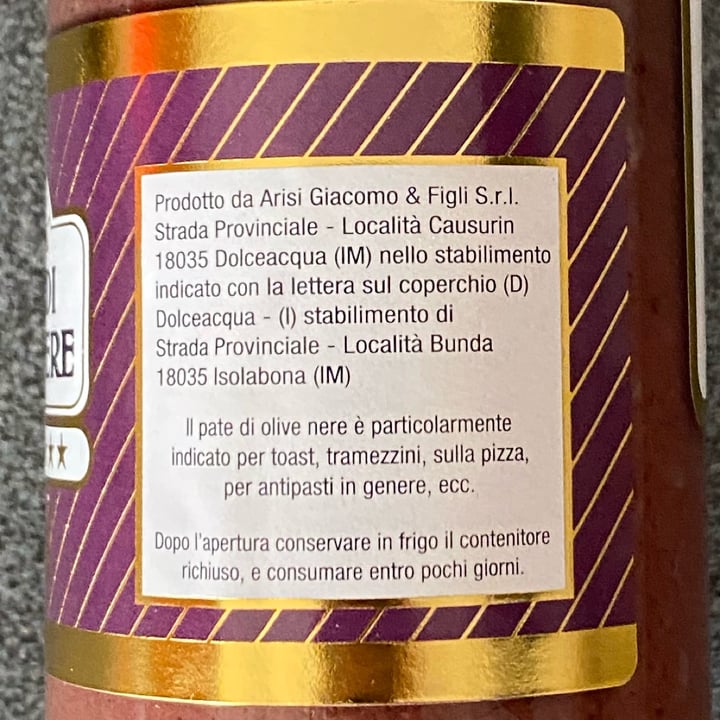 Prodotto da Arisi Giacomo & Figli S.r.l.
Strada Provinciale - Località Causurin
18035 Dolceacqua (IM) nello stabilimento
indicato con la lettera sul coperchio (D)
Dolceacqua - (I) stabilimento di
Strada Provinciale - Località Bunda
18035 Isolabona (IM)
Il pate di olive nere è particolarmente
indicato per toast, tramezzini, sulla pizza,
per antipasti in genere, ecc.
Dopo l'apertura conservare in frigo il contenitore
richiuso, e consumare entro pochi giorni.